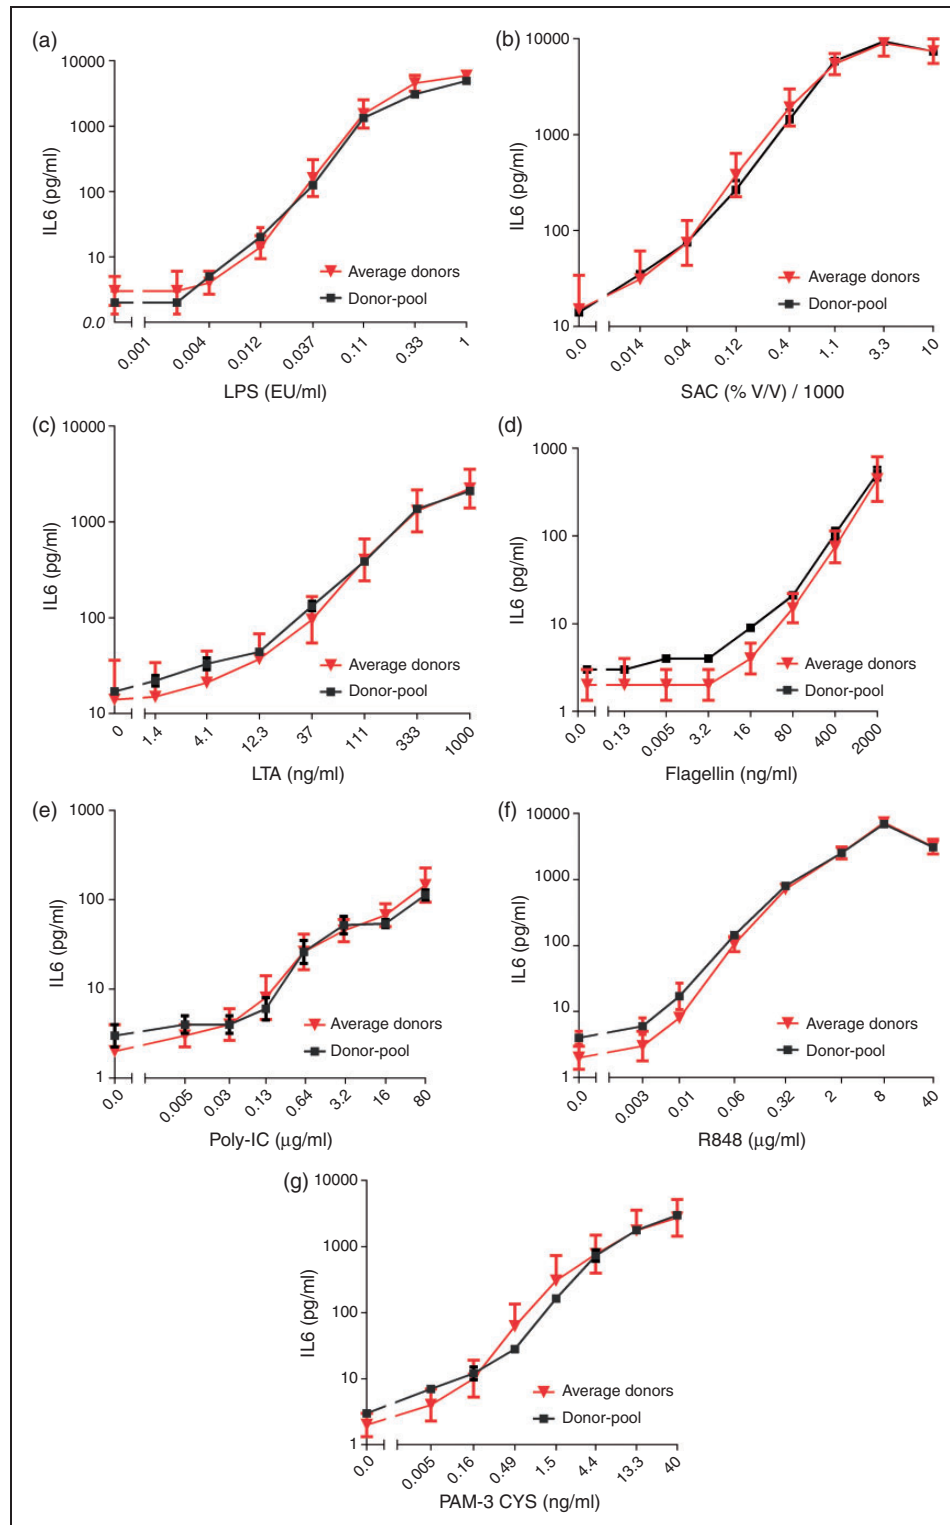 (a)
10000
1000
100
10
0.0
IL6 (pg/ml)
Average donors
Donor-pool
0.001
0.004
0.012
0.037
0.11
0.33
1
LPS (EU/ml)
(b)
10000
1000
100
10
IL6 (pg/ml)
Average donors
Donor-pool
0.0
0.014
0.04
0.12
0.4
1.1
3.3
10
SAC (% V/V) / 1000
(c)
10000
1000
100
10
IL6 (pg/ml)
Average donors
Donor-pool
0
1.4
4.1
12.3
37
111
333
1000
LTA (ng/ml)
(d)
1000
100
10
1
IL6 (pg/ml)
Average donors
Donor-pool
0.0
0.13
0.005
3.2
16
80
400
2000
Flagellin (ng/ml)
(e)
1000
100
10
1
IL6 (pg/ml)
Average donors
Donor-pool
0.0
0.005
0.03
0.13
0.64
3.2
16
80
Poly-IC (μg/ml)
(f)
10000
1000
100
10
1
IL6 (pg/ml)
Average donors
Donor-pool
0.0
0.003
0.01
0.06
0.32
2
8
40
R848 (μg/ml)
(g)
10000
1000
100
10
1
IL6 (pg/ml)
Average donors
Donor-pool
0.0
0.005
0.16
0.49
1.5
4.4
13.3
40
PAM-3 CYS (ng/ml)